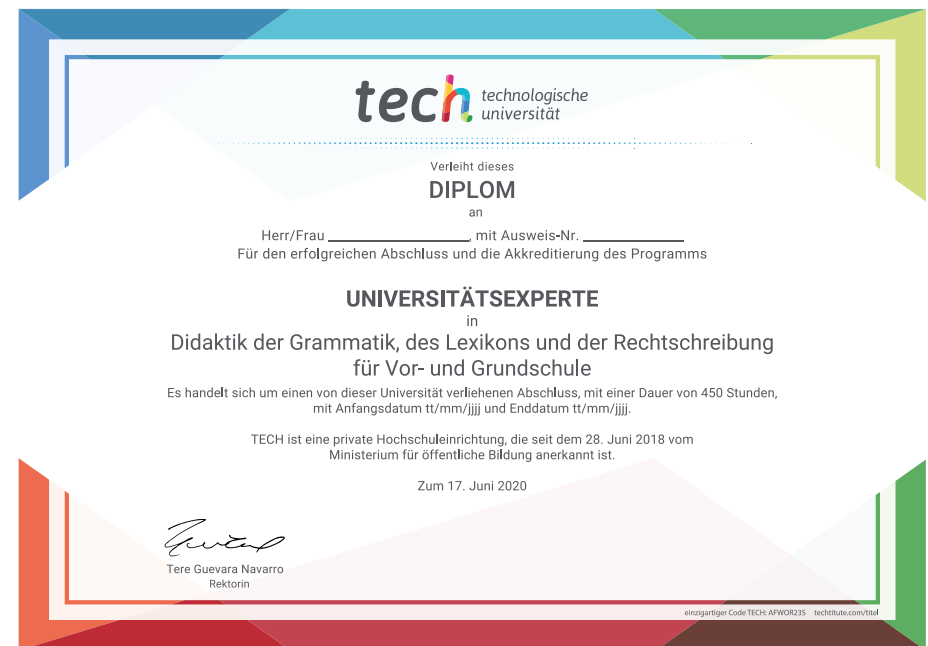 tech technologische
universität
Verleiht dieses
DIPLOM
an
Herr/Frau ____________________, mit Ausweis-Nr. ______________
Für den erfolgreichen Abschluss und die Akkreditierung des Programms
UNIVERSITÄTSEXPERTE
in
Didaktik der Grammatik, des Lexikons und der Rechtschreibung
für Vor- und Grundschule
Es handelt sich um einen von dieser Universität verliehenen Abschluss, mit einer Dauer von 450 Stunden,
mit Anfangsdatum tt/mm/jjjj und Enddatum tt/mm/jjjj.
TECH ist eine private Hochschuleinrichtung, die seit dem 28. Juni 2018 vom
Ministerium für öffentliche Bildung anerkannt ist.
Zum 17. Juni 2020
Tere Guevara Navarro
Rektorin
einzigartiger Code TECH: AFWOR23S techtitute.com/titel